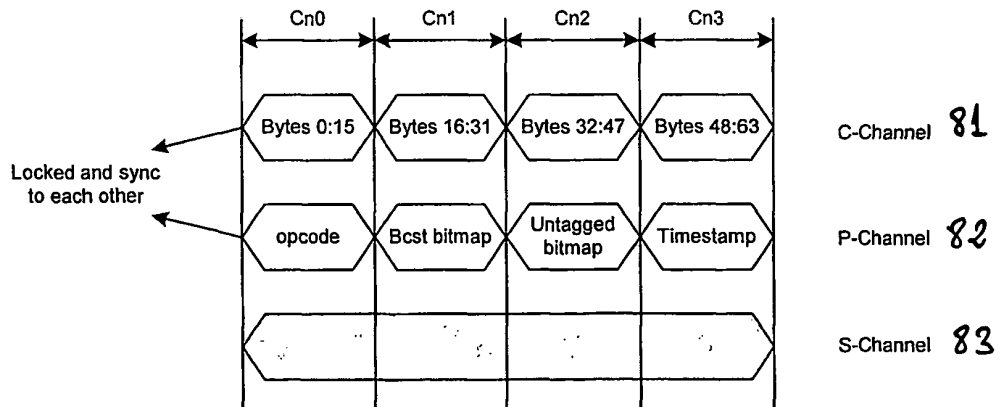 Cn0 Cn1 Cn2 Cn3
Bytes 0:15 Bytes 16:31 Bytes 32:47 Bytes 48:63
C-Channel 81
Locked and sync
to each other
opcode Bcst bitmap Untagged
bitmap Timestamp
P-Channel 82
S-Channel 83